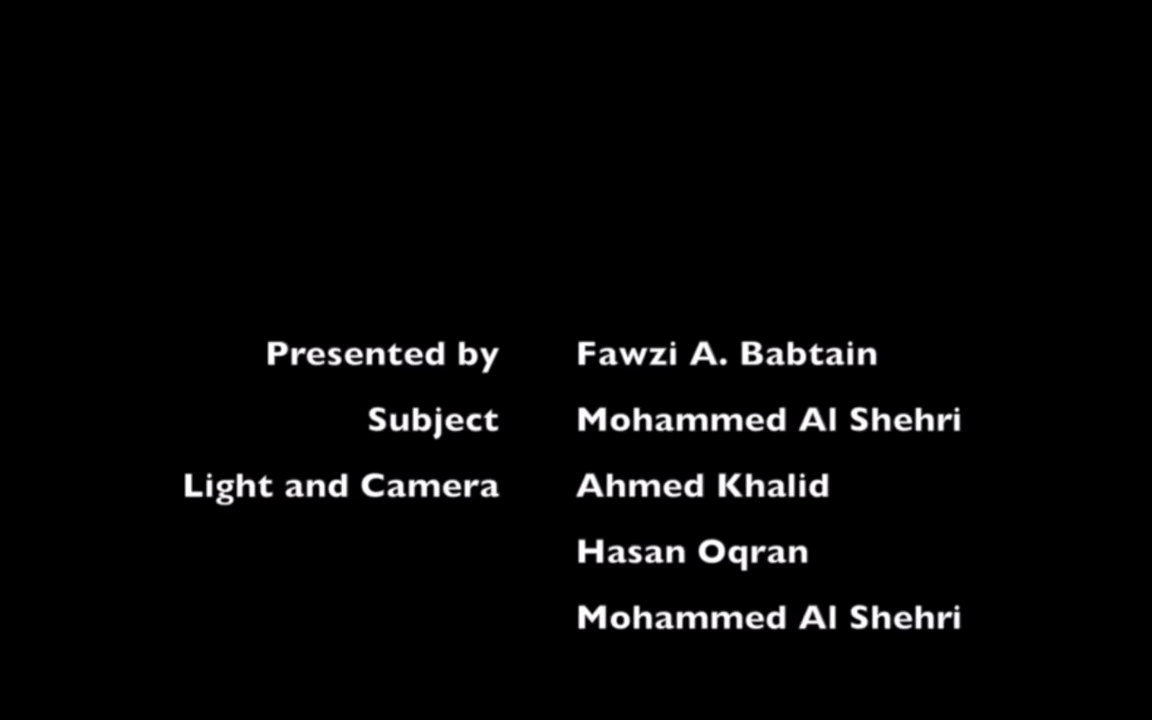 Presented by Fawzi A. Babtain
Subject Mohammed Al Shehri
Light and Camera Ahmed Khalid
Hasan Oqran
Mohammed Al Shehri